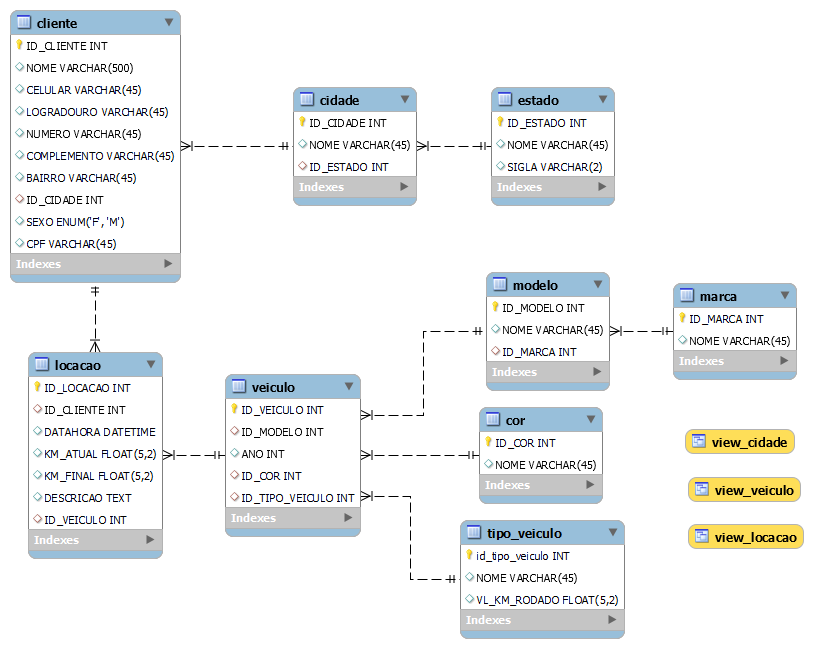 cliente
ID_CLIENTE INT
NOME VARCHAR(500)
CELULAR VARCHAR(45)
LOGRADOURO VARCHAR(45)
NUMERO VARCHAR(45)
COMPLEMENTO VARCHAR(45)
BAIRRO VARCHAR(45)
ID_CIDADE INT
SEXO ENUM('F','M')
CPF VARCHAR(45)
Indexes
cidade
ID_CIDADE INT
NOME VARCHAR(45)
ID_ESTADO INT
Indexes
estado
ID_ESTADO INT
NOME VARCHAR(45)
SIGLA VARCHAR(2)
Indexes
locacao
ID_LOCACAO INT
ID_CLIENTE INT
DATAHORA DATETIME
KM_ATUAL FLOAT(5,2)
KM_FINAL FLOAT(5,2)
DESCRICAO TEXT
ID_VEICULO INT
Indexes
veiculo
ID_VEICULO INT
ID_MODELO INT
ANO INT
ID_COR INT
ID_TIPO_VEICULO INT
Indexes
modelo
ID_MODELO INT
NOME VARCHAR(45)
ID_MARCA INT
Indexes
marca
ID_MARCA INT
NOME VARCHAR(45)
Indexes
cor
ID_COR INT
NOME VARCHAR(45)
Indexes
tipo_veiculo
id_tipo_veiculo INT
NOME VARCHAR(45)
VL_KM_RODADO FLOAT(5,2)
Indexes
view_cidade
view_veiculo
view_locacao